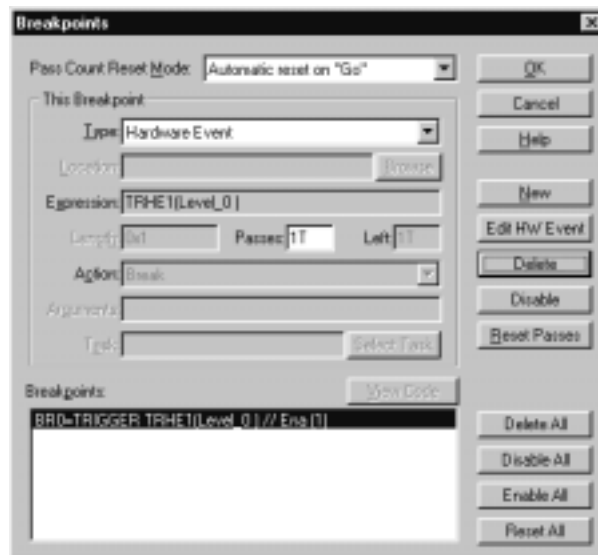 Breakpoints
Pass Count Reset Mode: Automatic reset on "Go"
OK
Cancel
Help
This Breakpoint
Type: Hardware Event
Location: Browse
Expression: TRHE1(Level_0 )
New
Length: 0x1 Passes: 1T Left: 1T
Edit HW Event
Action: Break
Delete
Arguments:
Disable
Task: Select Task
Reset Passes
Breakpoints: View Code
BR0=TRIGGER TRHE1(Level_0 ) // Ena [1]
Delete All
Disable All
Enable All
Reset All